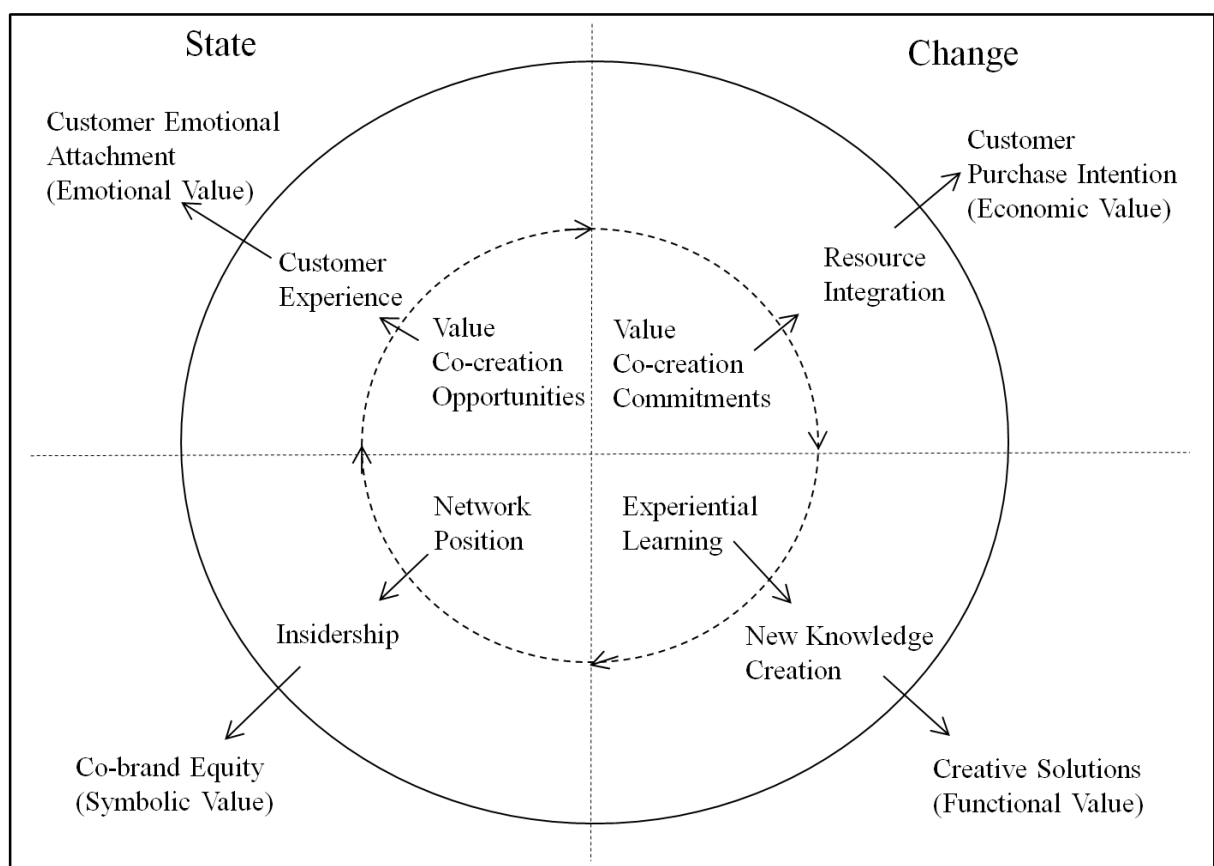 State
Change
Customer Emotional
Attachment
(Emotional Value)
Customer
Purchase Intention
(Economic Value)
Customer
Experience
Resource
Integration
Value
Co-creation
Opportunities
Value
Co-creation
Commitments
Network
Position
Experiential
Learning
Insidership
New Knowledge
Creation
Co-brand Equity
(Symbolic Value)
Creative Solutions
(Functional Value)